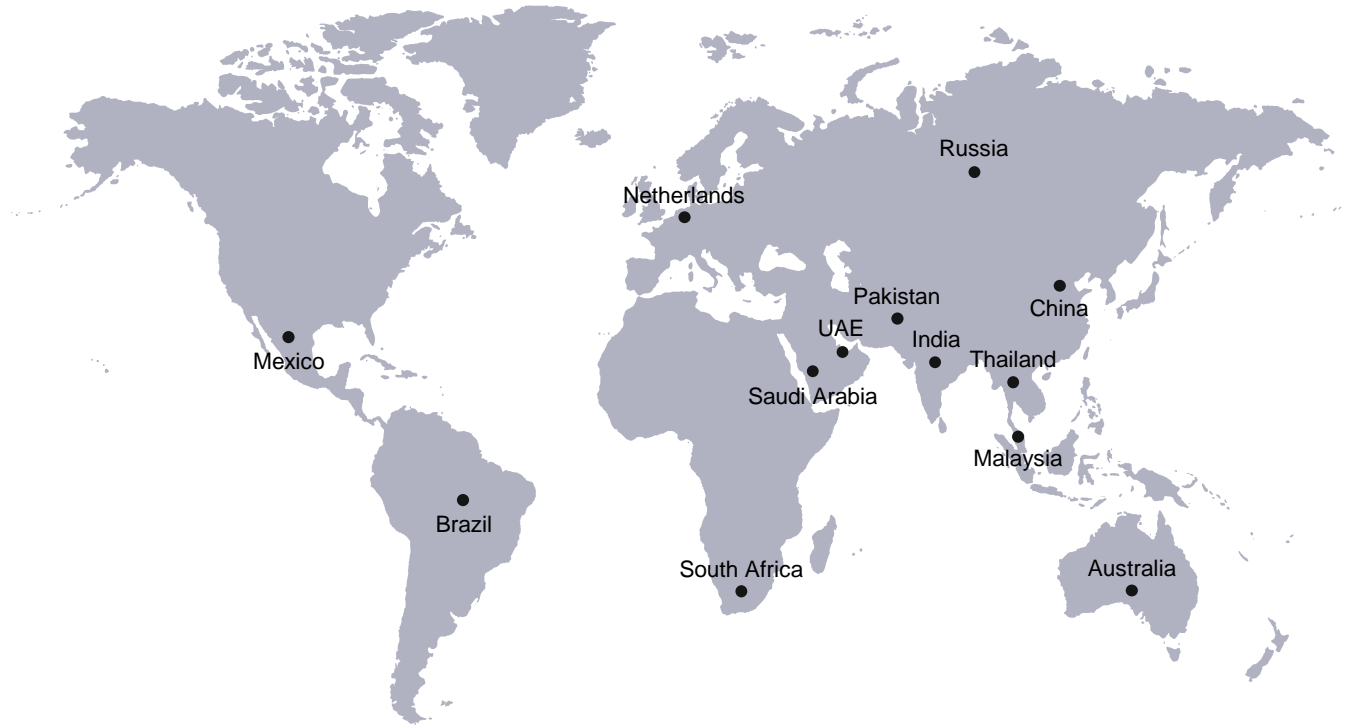 Russia
Netherlands
Pakistan
China
UAE
India
Mexico
Thailand
Saudi Arabia
Malaysia
Brazil
South Africa
Australia